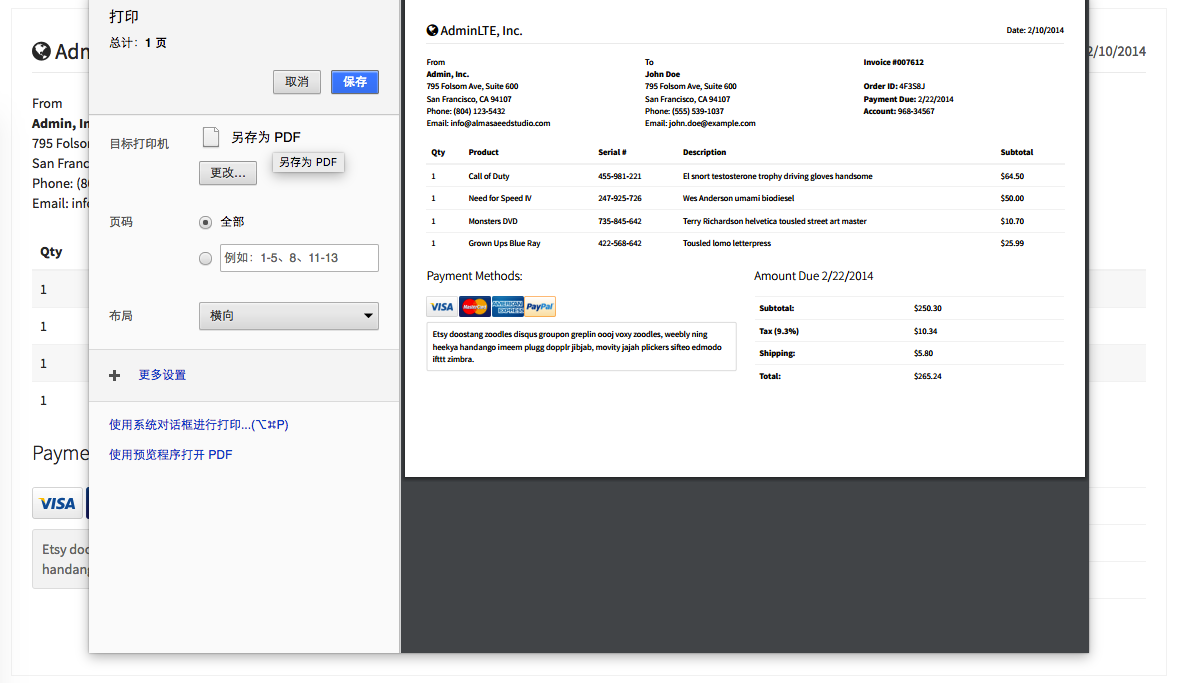 打印
总计：1 页
取消
保存
目标打印机
另存为 PDF
更改...
另存为 PDF
页码
全部
例如：1-5、8、11-13
布局
横向
更多设置
使用系统对话框进行打印...(⌥⌘P)
使用预览程序打开 PDF
AdminLTE, Inc.
Date: 2/10/2014
From
Admin, Inc.
795 Folsom Ave, Suite 600
San Francisco, CA 94107
Phone: (804) 123-5432
Email: info@almasaeedstudio.com
To
John Doe
795 Folsom Ave, Suite 600
San Francisco, CA 94107
Phone: (555) 539-1037
Email: john.doe@example.com
Invoice #007612
Order ID: 4F3S8J
Payment Due: 2/22/2014
Account: 968-34567
Qty Product Serial # Description Subtotal
1 Call of Duty 455-981-221 El snort testosterone trophy driving gloves handsome $64.50
1 Need for Speed IV 247-925-726 Wes Anderson umami biodiesel $50.00
1 Monsters DVD 735-845-642 Terry Richardson helvetica tousled street art master $10.70
1 Grown Ups Blue Ray 422-568-642 Tousled lomo letterpress $25.99
Payment Methods:
VISA MasterCard AMERICAN EXPRESS PayPal
Etsy doostang zoodles disqus groupon greplin oooj voxy zoodles, weebly ning
heekya handango imeem plugg dopplr jibjab, movity jajah plickers sifteo edmodo
ifttt zimbra.
Amount Due 2/22/2014
Subtotal: $250.30
Tax (9.3%) $10.34
Shipping: $5.80
Total: $265.24
Adm
2/10/2014
From
Admin, In
795 Folso
San Franc
Phone: (8
Email: info
Qty
1
1
1
1
Payme
VISA
Etsy doo
handang